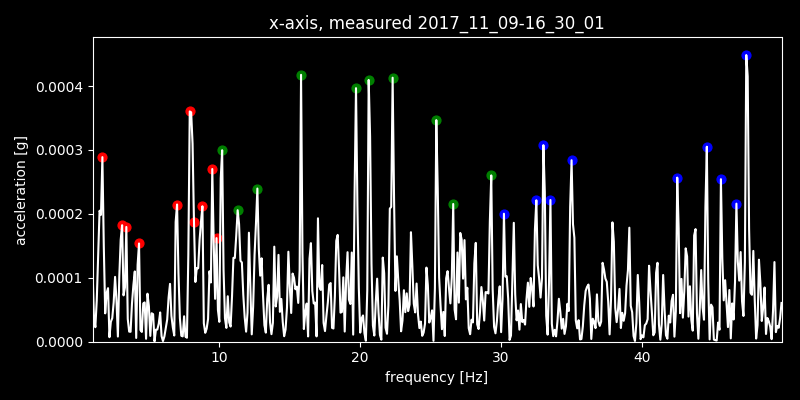 x-axis, measured 2017_11_09-16_30_01
acceleration [g]
0.0004
0.0003
0.0002
0.0001
0.0000
10 20 30 40
frequency [Hz]